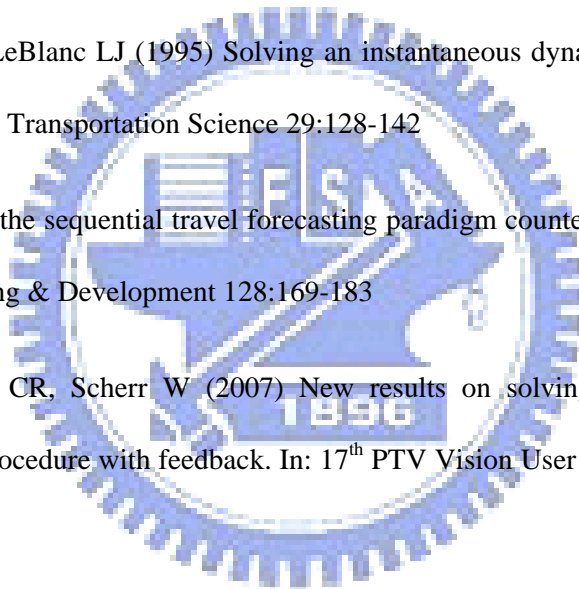 LeBlanc LJ (1995) Solving an instantaneous dyna
Transportation Science 29:128-142
E S A
the sequential travel forecasting paradigm counte
ng & Development 128:169-183
CR, Scherr W (2007) New results on solvin
1896
ocedure with feedback. In: 17th PTV Vision User